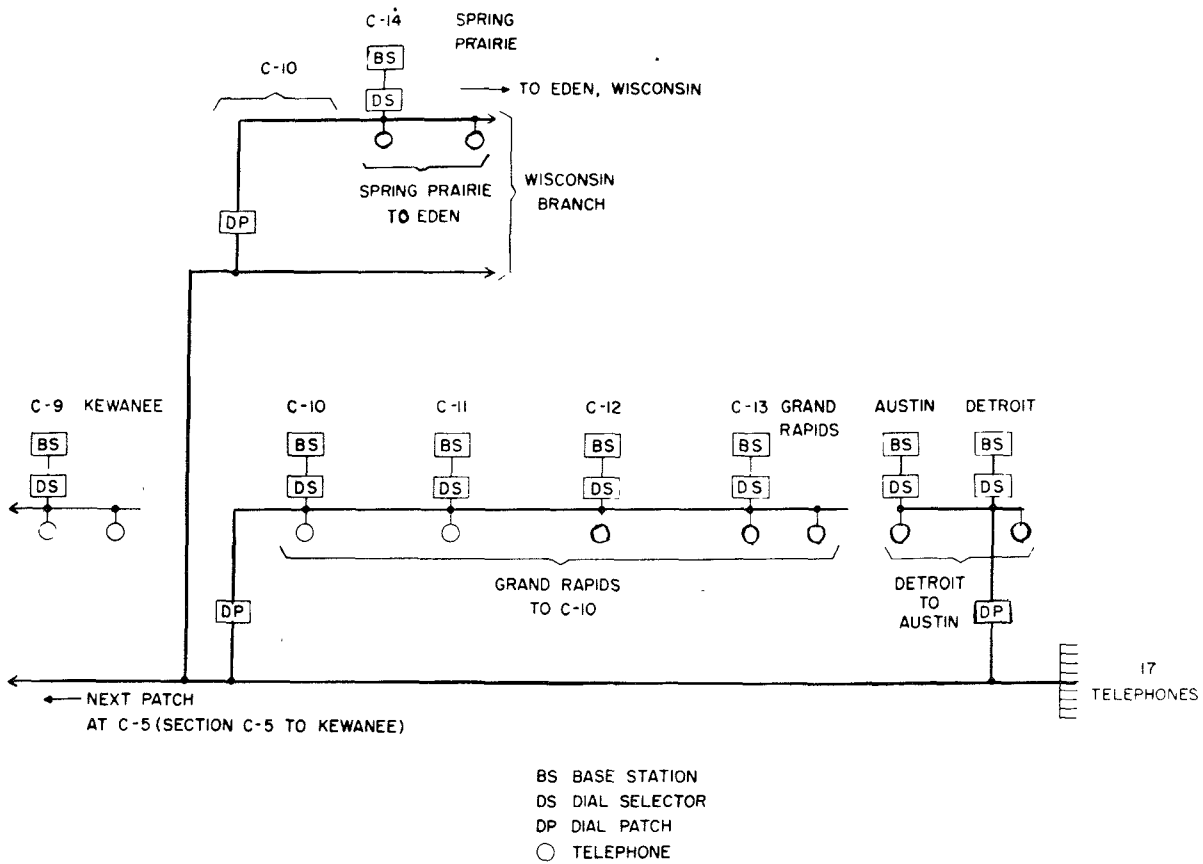 C-14 SPRING
PRAIRIE
BS
C-10
DS
TO EDEN, WISCONSIN
SPRING PRAIRIE
TO EDEN
WISCONSIN
BRANCH
DP
C-9 KEWANEE C-10 C-11 C-12 C-13 GRAND
RAPIDS
AUSTIN DETROIT
BS BS BS BS BS BS BS
DS DS DS DS DS DS DS
GRAND RAPIDS
TO C-10
DETROIT
TO
AUSTIN
DP DP
NEXT PATCH
AT C-5 (SECTION C-5 TO KEWANEE)
17
TELEPHONES
BS BASE STATION
DS DIAL SELECTOR
DP DIAL PATCH
TELEPHONE